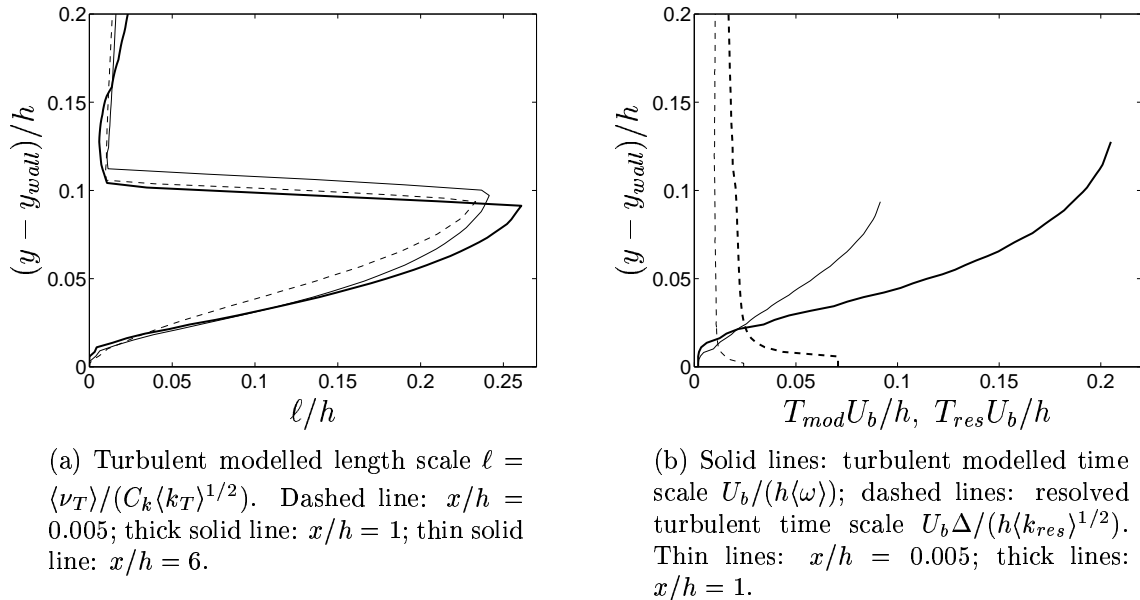 0.2
0.15
0.1
0.05
0
0 0.05 0.1 0.15 0.2 0.25
(y − y_wall)/h
ℓ/h
(a) Turbulent modelled length scale ℓ =
⟨ν_T⟩/(C_k⟨k_T⟩^{1/2}). Dashed line: x/h =
0.005; thick solid line: x/h = 1; thin solid
line: x/h = 6.
0.2
0.15
0.1
0.05
0
0 0.05 0.1 0.15 0.2
(y − y_wall)/h
T_mod U_b/h, T_res U_b/h
(b) Solid lines: turbulent modelled time
scale U_b/(h⟨ω⟩); dashed lines: resolved
turbulent time scale U_bΔ/(h⟨k_res⟩^{1/2}).
Thin lines: x/h = 0.005; thick lines:
x/h = 1.